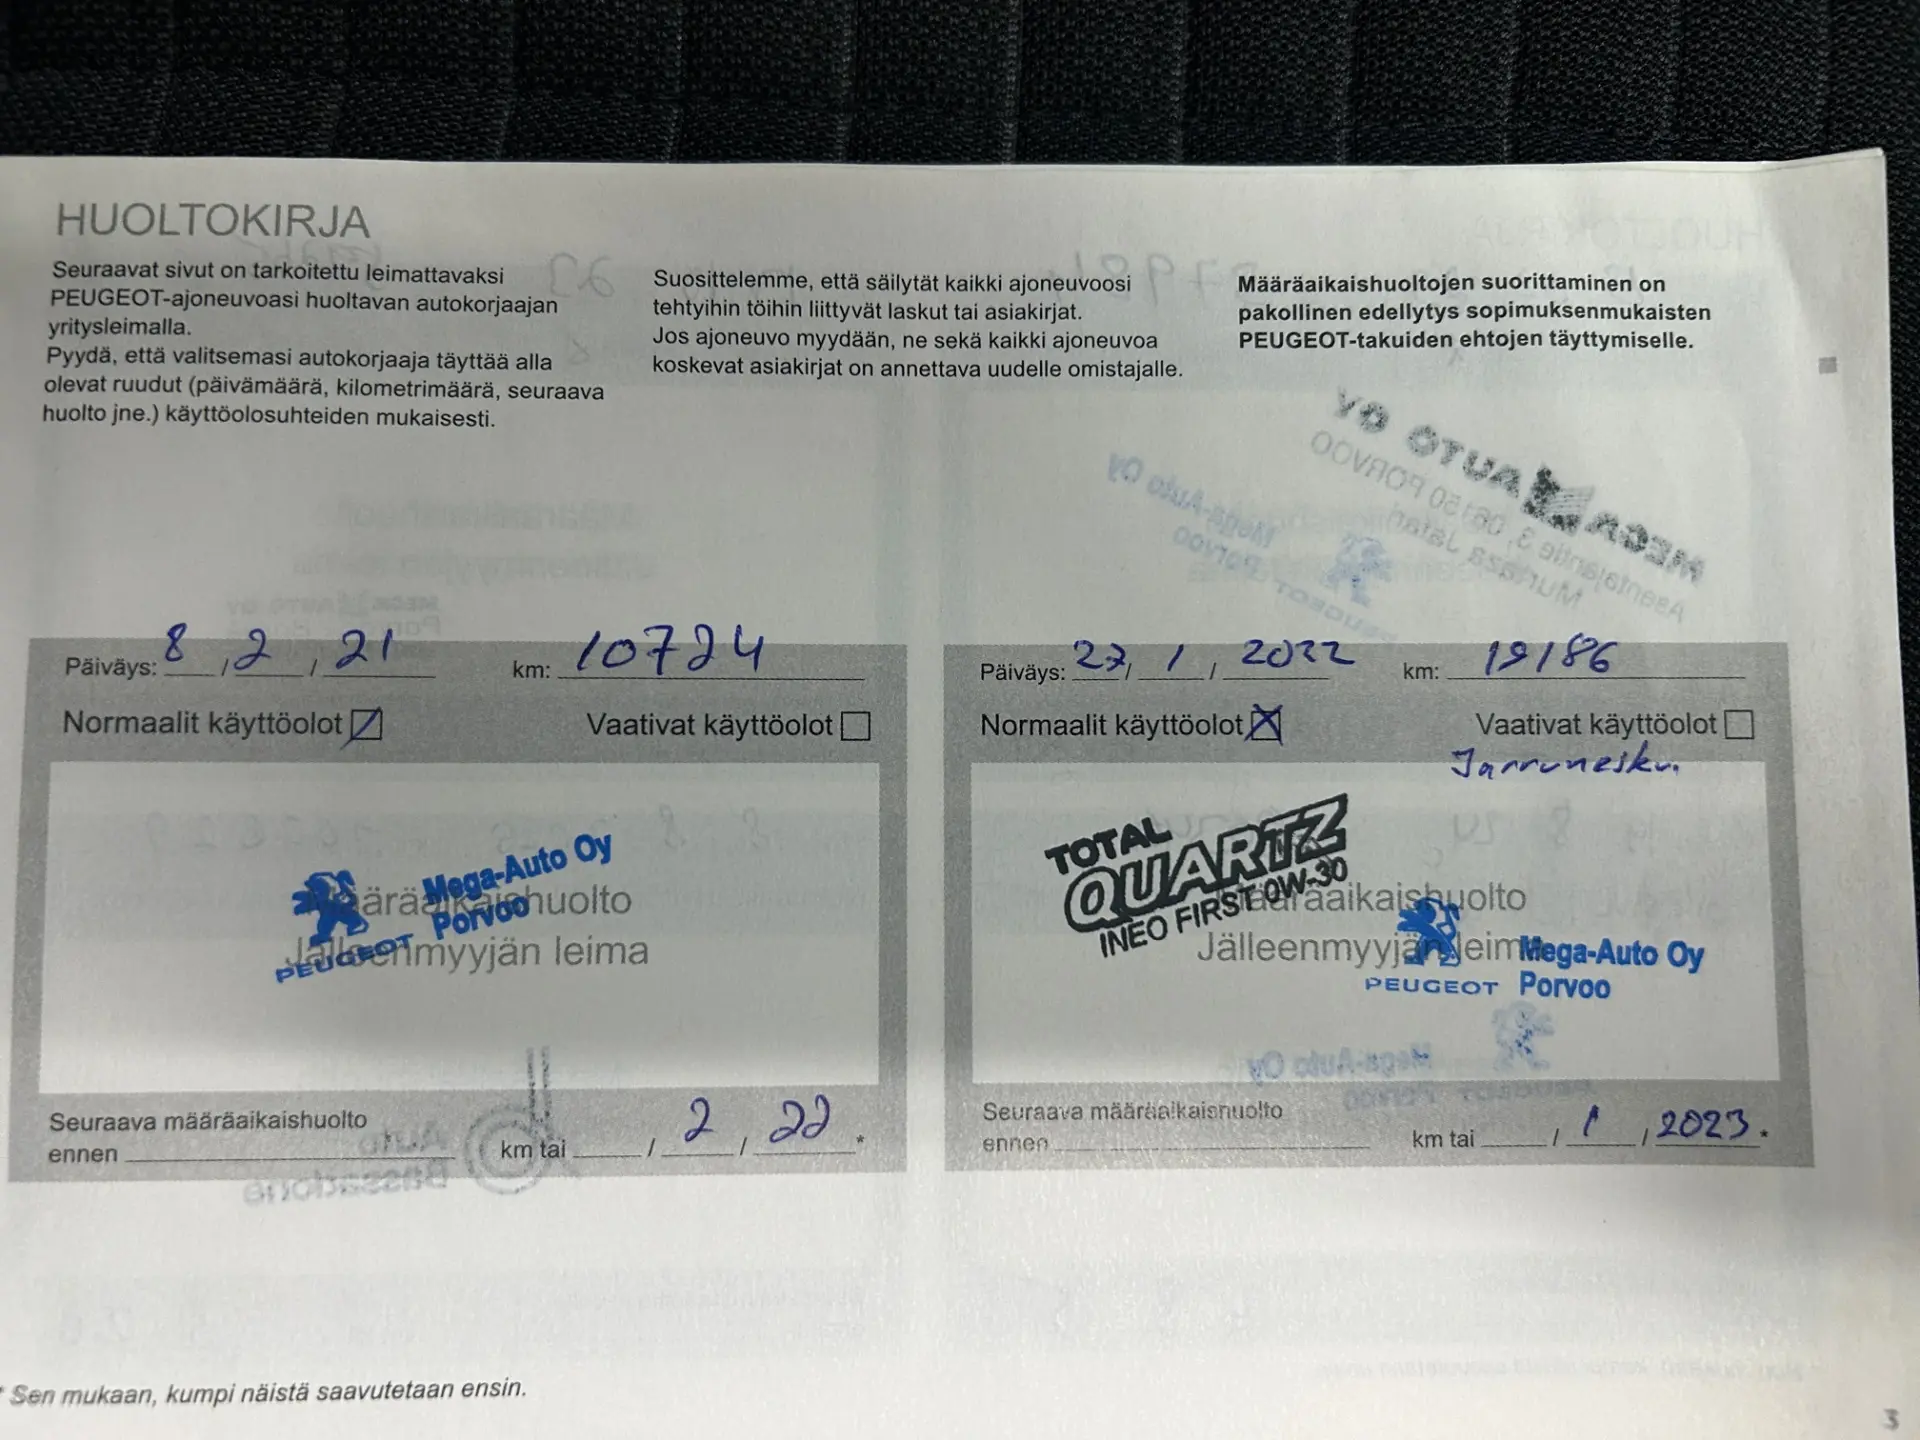 HUOLTOKIRJA
Seuraavat sivut on tarkoitettu leimattavaksi
PEUGEOT-ajoneuvoasi huoltavan autokorjaajan
yritysleimalla.
Pyydä, että valitsemasi autokorjaaja täyttää alla
olevat ruudut (päivämäärä, kilometrimäärä, seuraava
huolto jne.) käyttöolosuhteiden mukaisesti.
Suosittelemme, että säilytät kaikki ajoneuvoosi
tehtyihin töihin liittyvät laskut tai asiakirjat.
Jos ajoneuvo myydään, ne sekä kaikki ajoneuvoa
koskevat asiakirjat on annettava uudelle omistajalle.
Määräaikaishuoltojen suorittaminen on
pakollinen edellytys sopimuksenmukaisten
PEUGEOT-takuiden ehtojen täyttymiselle.
Päiväys: 8 / 2 / 21 km: 10724
Normaalit käyttöolot Vaativat käyttöolot
Mega-Auto Oy
Porvoo
PEUGEOT
Määräaikaishuolto
Jälleenmyyjän leima
Seuraava määräaikaishuolto
ennen km tai / 2 / 22 *
Päiväys: 27 / 1 / 2022 km: 19186
Normaalit käyttöolot Vaativat käyttöolot
Jarrunesku.
TOTAL
QUARTZ
INEO FIRST 0W-30
Määräaikaishuolto
Jälleenmyyjän leima
Mega-Auto Oy
PEUGEOT Porvoo
Seuraava määräaikaishuolto
ennen km tai / 1 / 2023 *
* Sen mukaan, kumpi näistä saavutetaan ensin.
3